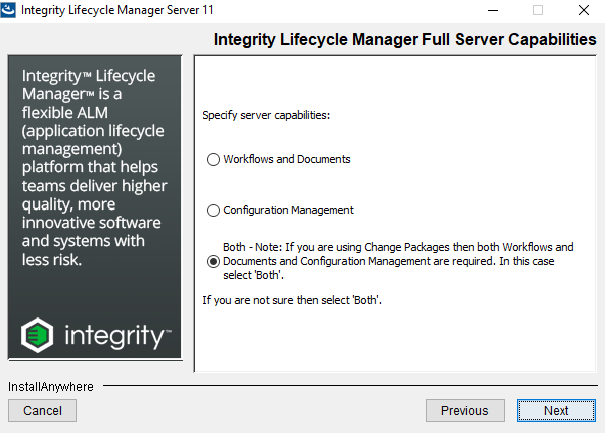 Integrity Lifecycle Manager Server 11
Integrity Lifecycle Manager Full Server Capabilities
Integrity™ Lifecycle
Manager™ is a
flexible ALM
(application lifecycle
management)
platform that helps
teams deliver higher
quality, more
innovative software
and systems with
less risk.
integrity™
Specify server capabilities:
Workflows and Documents
Configuration Management
Both - Note: If you are using Change Packages then both Workflows and
Documents and Configuration Management are required. In this case
select 'Both'.
If you are not sure then select 'Both'.
InstallAnywhere
Cancel
Previous
Next